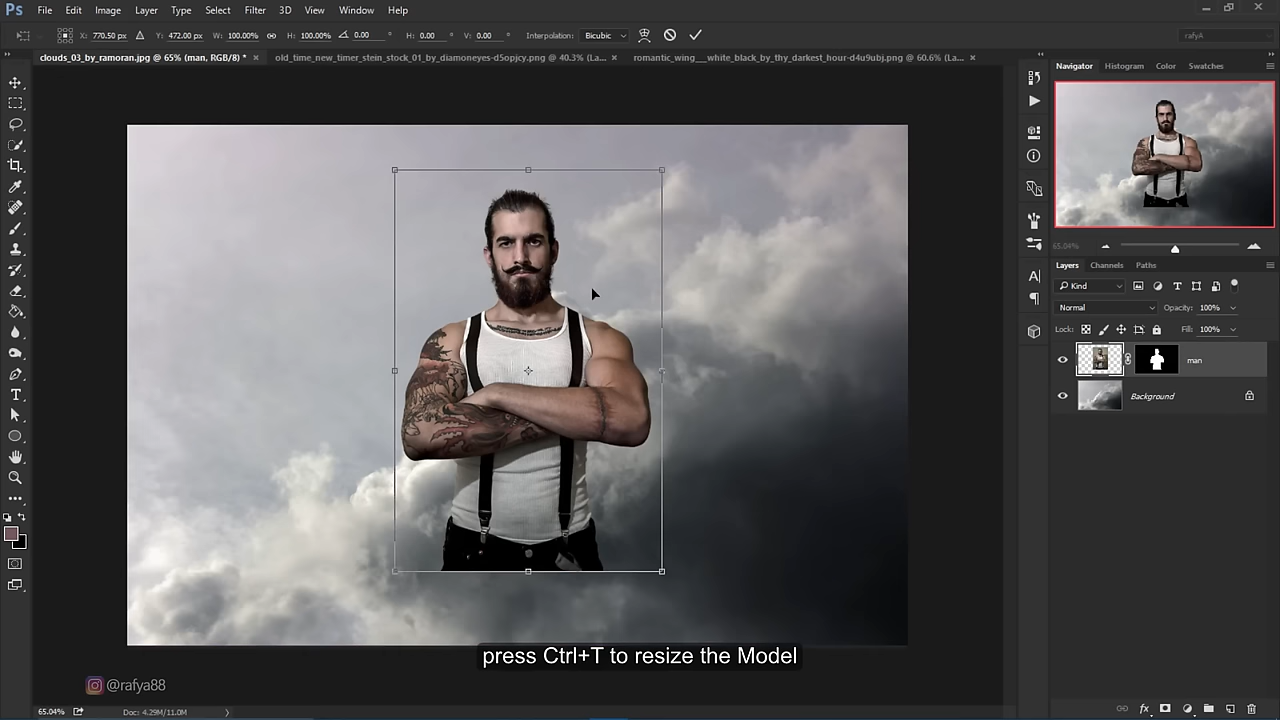 Ps File Edit Image Layer Type Select Filter 3D View Window Help
X: 770.50 px Y: 472.00 px W: 100.00% H: 100.00% 0.00 ° H: 0.00 ° V: 0.00 ° Interpolation: Bicubic rafyA
clouds_03_by_ramoran.jpg @ 65% (man, RGB/8) * × old_time_new_timer_stein_stock_01_by_diamoneyes-d5opjcy.png @ 40.3% (La... × romantic_wing___white_black_by_thy_darkest_hour-d4u9ubj.png @ 60.6% (La... ×
Navigator Histogram Color Swatches
65.04%
Layers Channels Paths
Kind
Normal Opacity: 100%
Lock: Fill: 100%
man
Background
press Ctrl+T to resize the Model
@rafya88
65.04% Doc: 4.29M/11.0M